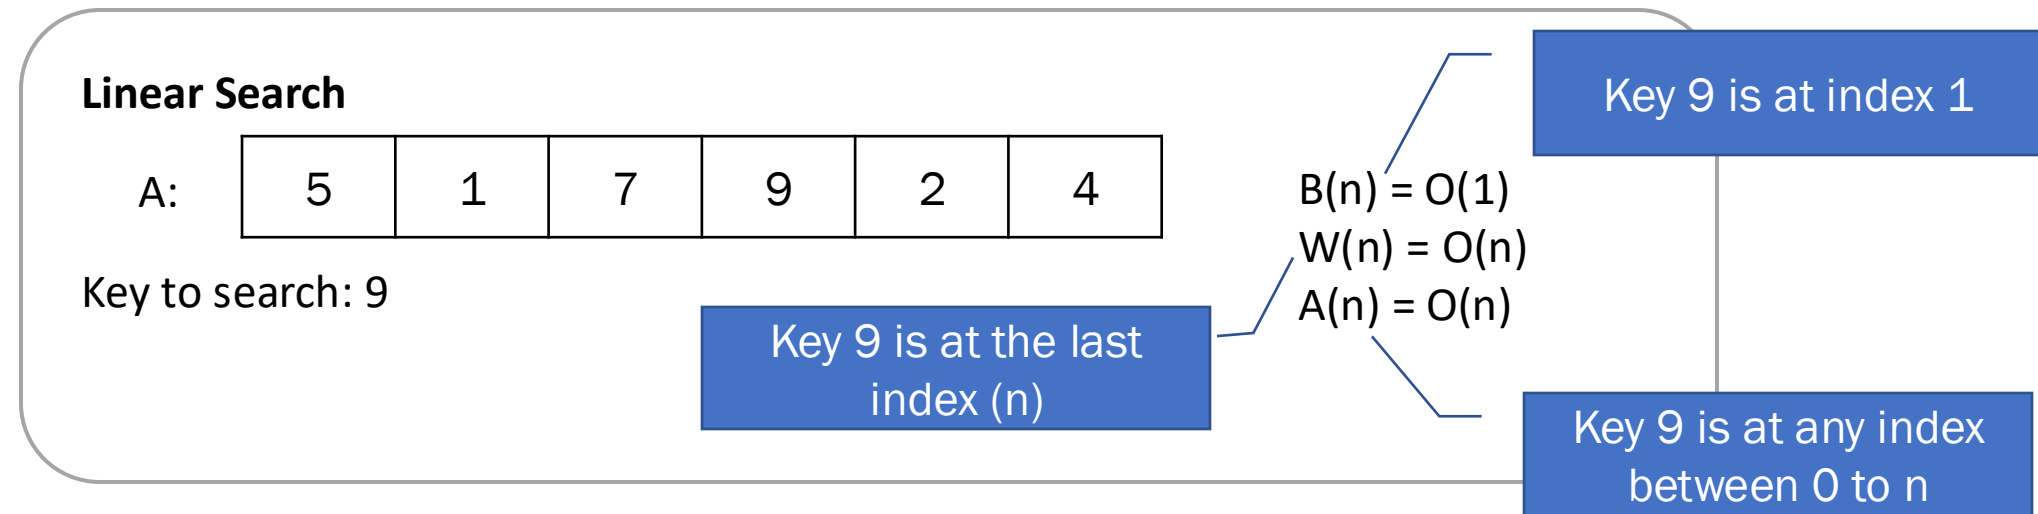 Linear Search
A: 5 1 7 9 2 4
Key to search: 9
Key 9 is at index 1
B(n) = O(1)
W(n) = O(n)
A(n) = O(n)
Key 9 is at the last
index (n)
Key 9 is at any index
between 0 to n